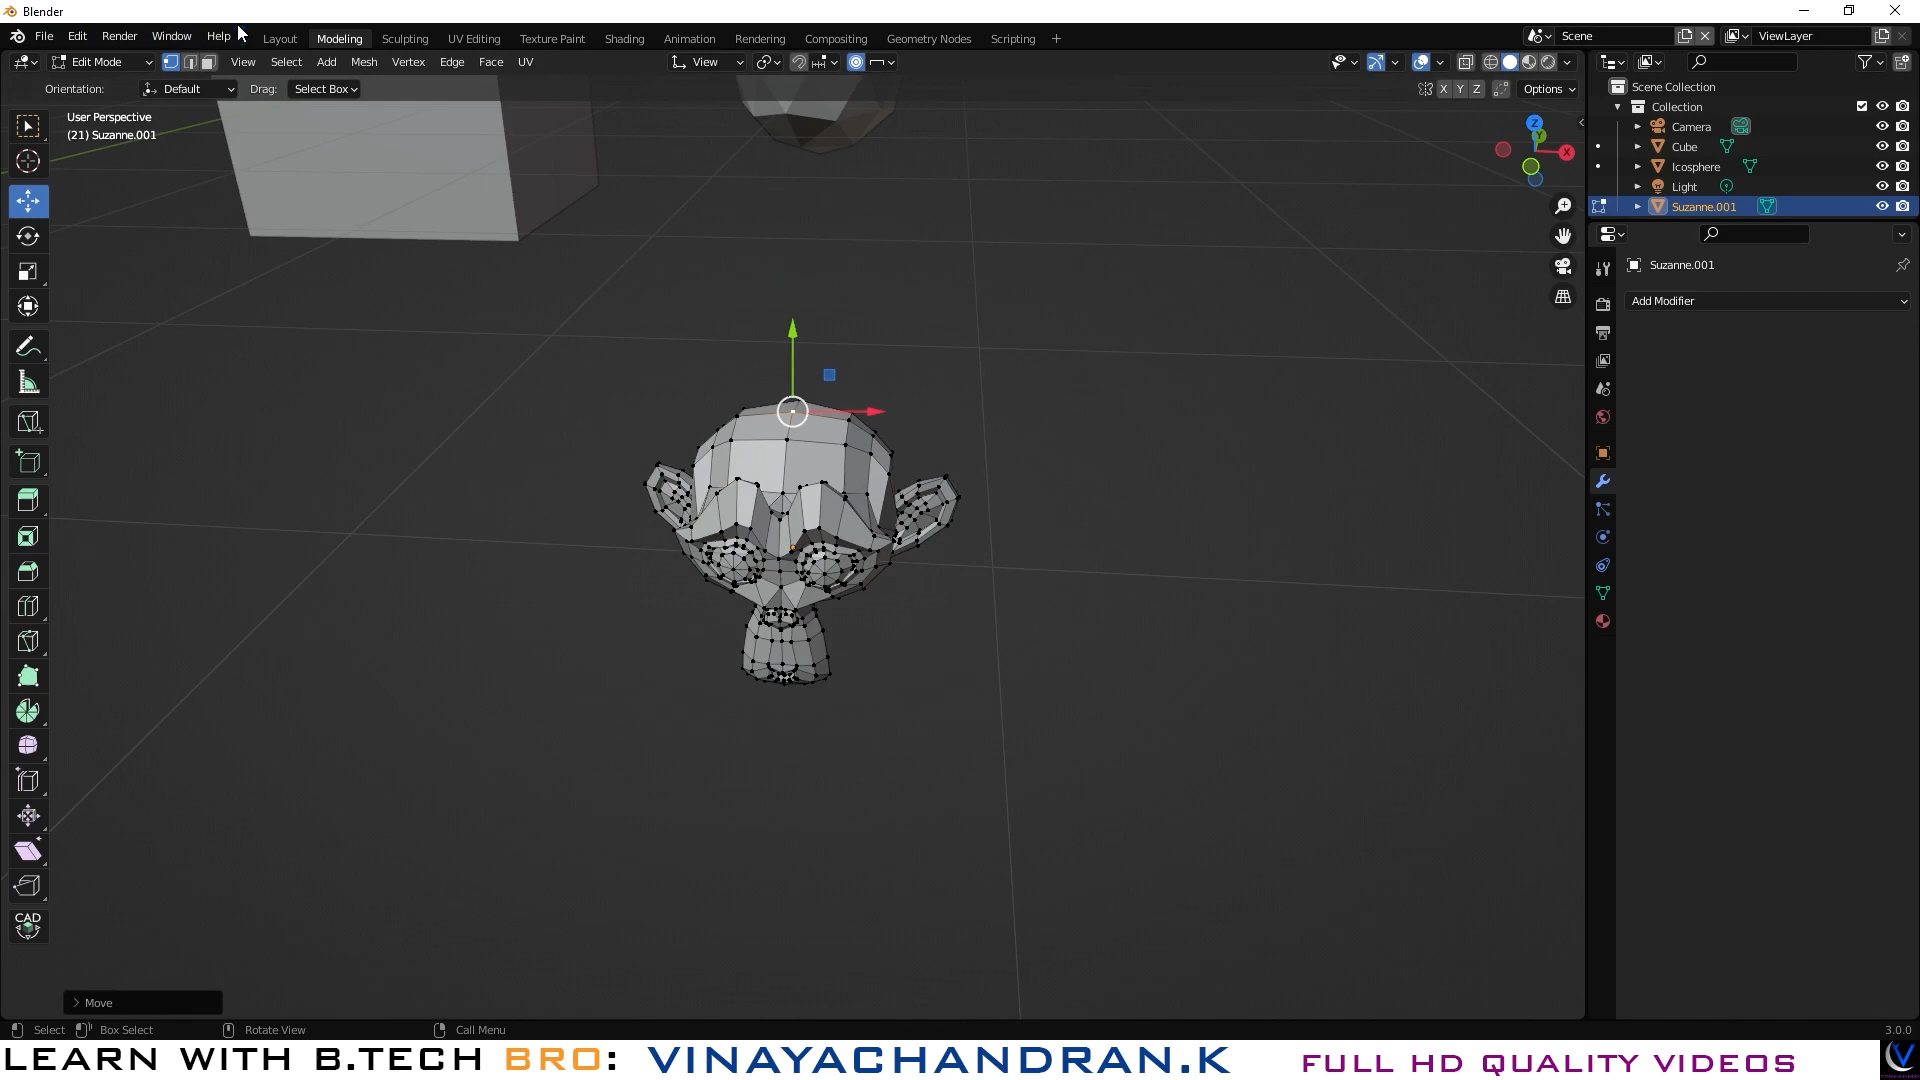 Blender
File Edit Render Window Help Layout Modeling Sculpting UV Editing Texture Paint Shading Animation Rendering Compositing Geometry Nodes Scripting + Scene ViewLayer
Edit Mode View Select Add Mesh Vertex Edge Face UV View
Orientation: Default Drag: Select Box X Y Z Options
Scene Collection
Collection
Camera
Cube
Icosphere
Light
Suzanne.001
User Perspective
(21) Suzanne.001
Z
Y
X
Suzanne.001
Add Modifier
CAD
Move
Select Box Select Rotate View Call Menu 3.0.0
LEARN WITH B.TECH BRO: VINAYACHANDRAN.K FULL HD QUALITY VIDEOS